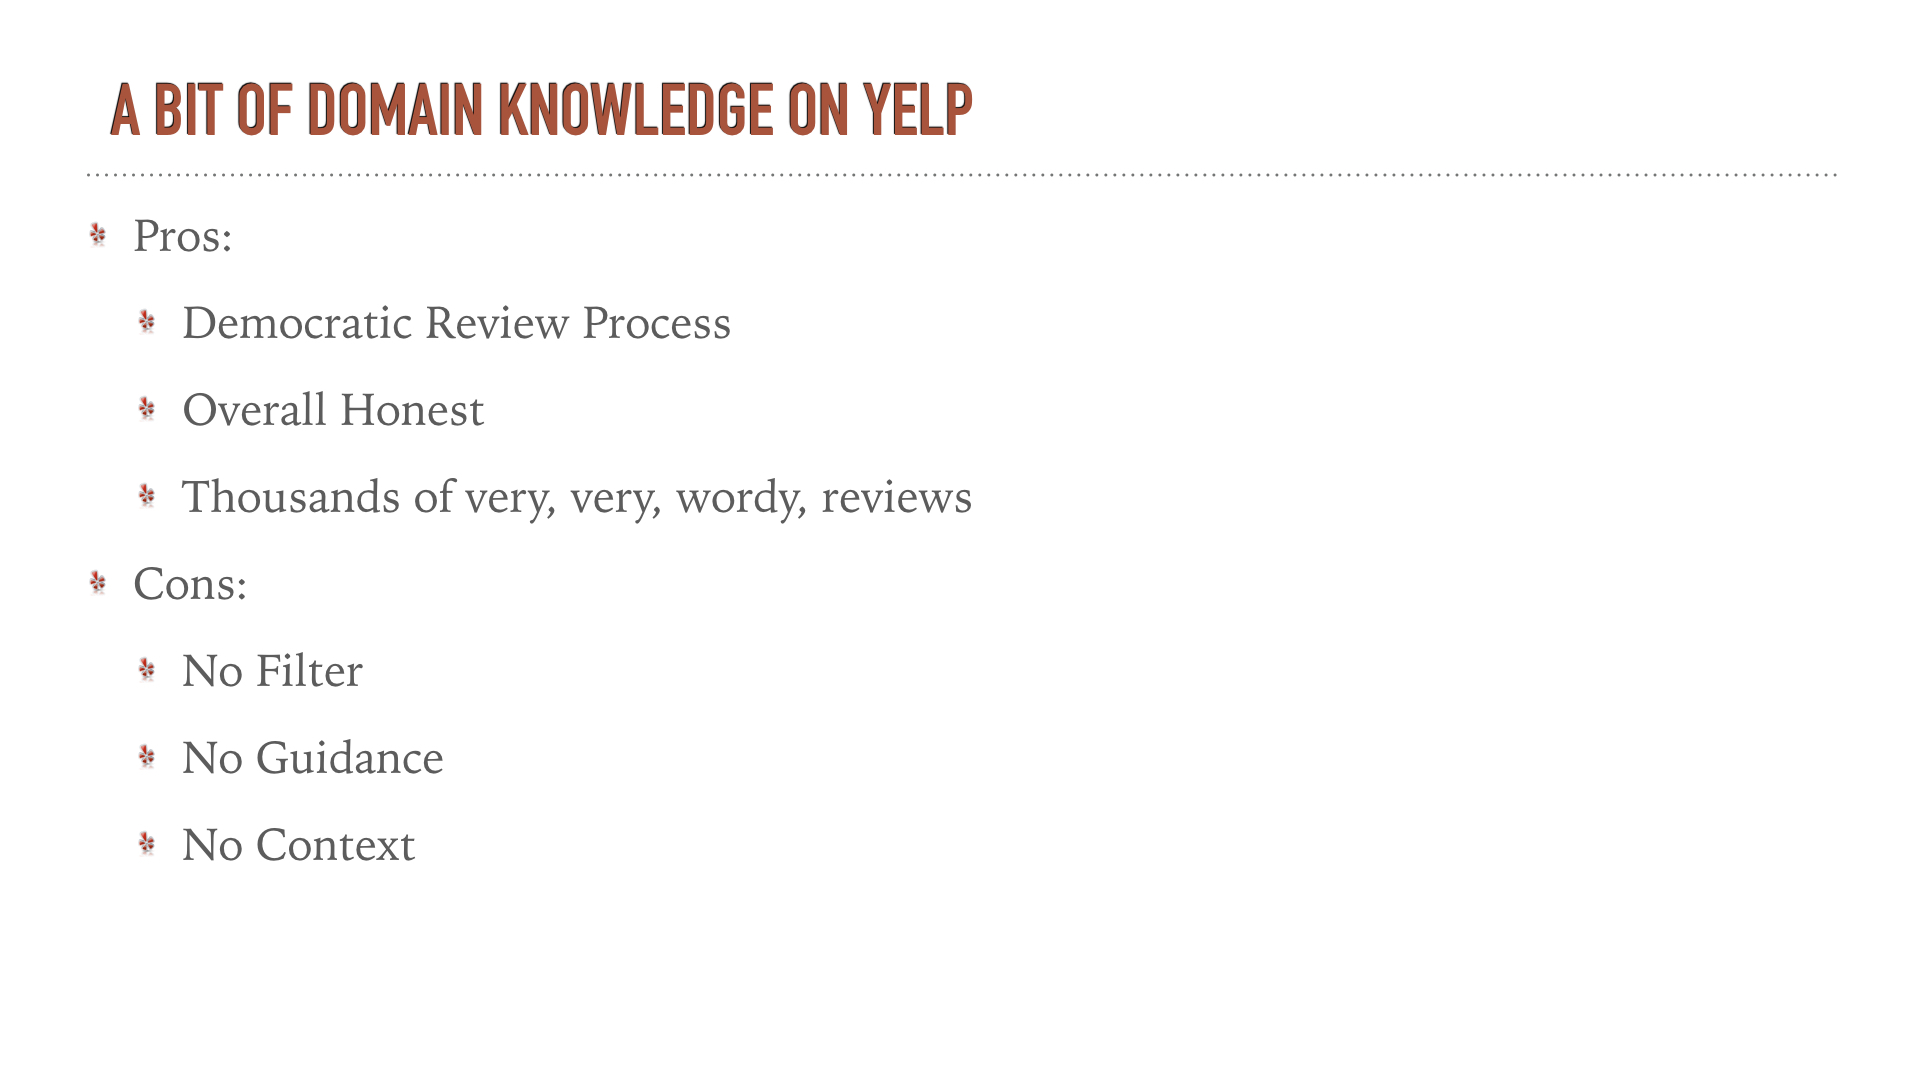 A BIT OF DOMAIN KNOWLEDGE ON YELP
Pros:
Democratic Review Process
Overall Honest
Thousands of very, very, wordy, reviews
Cons:
No Filter
No Guidance
No Context